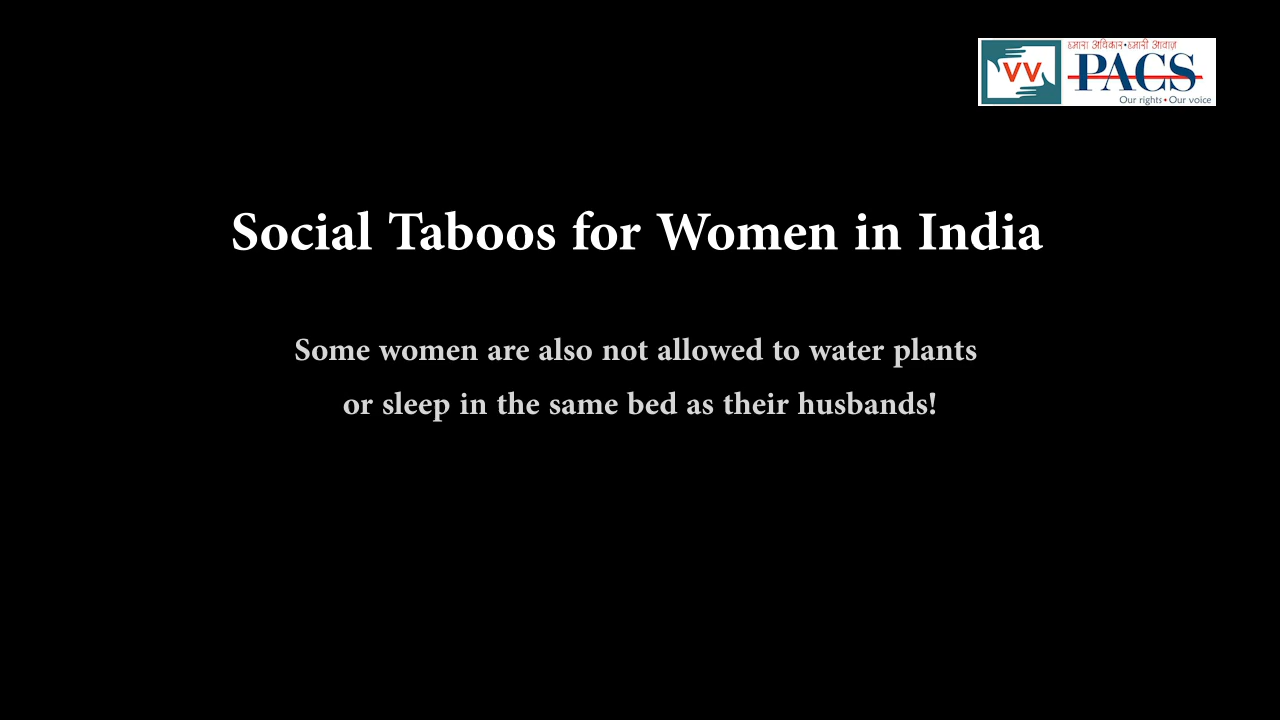 हमारा अधिकार•हमारी आवाज़
VV
PACS
Our rights•Our voice
Social Taboos for Women in India
Some women are also not allowed to water plants
or sleep in the same bed as their husbands!